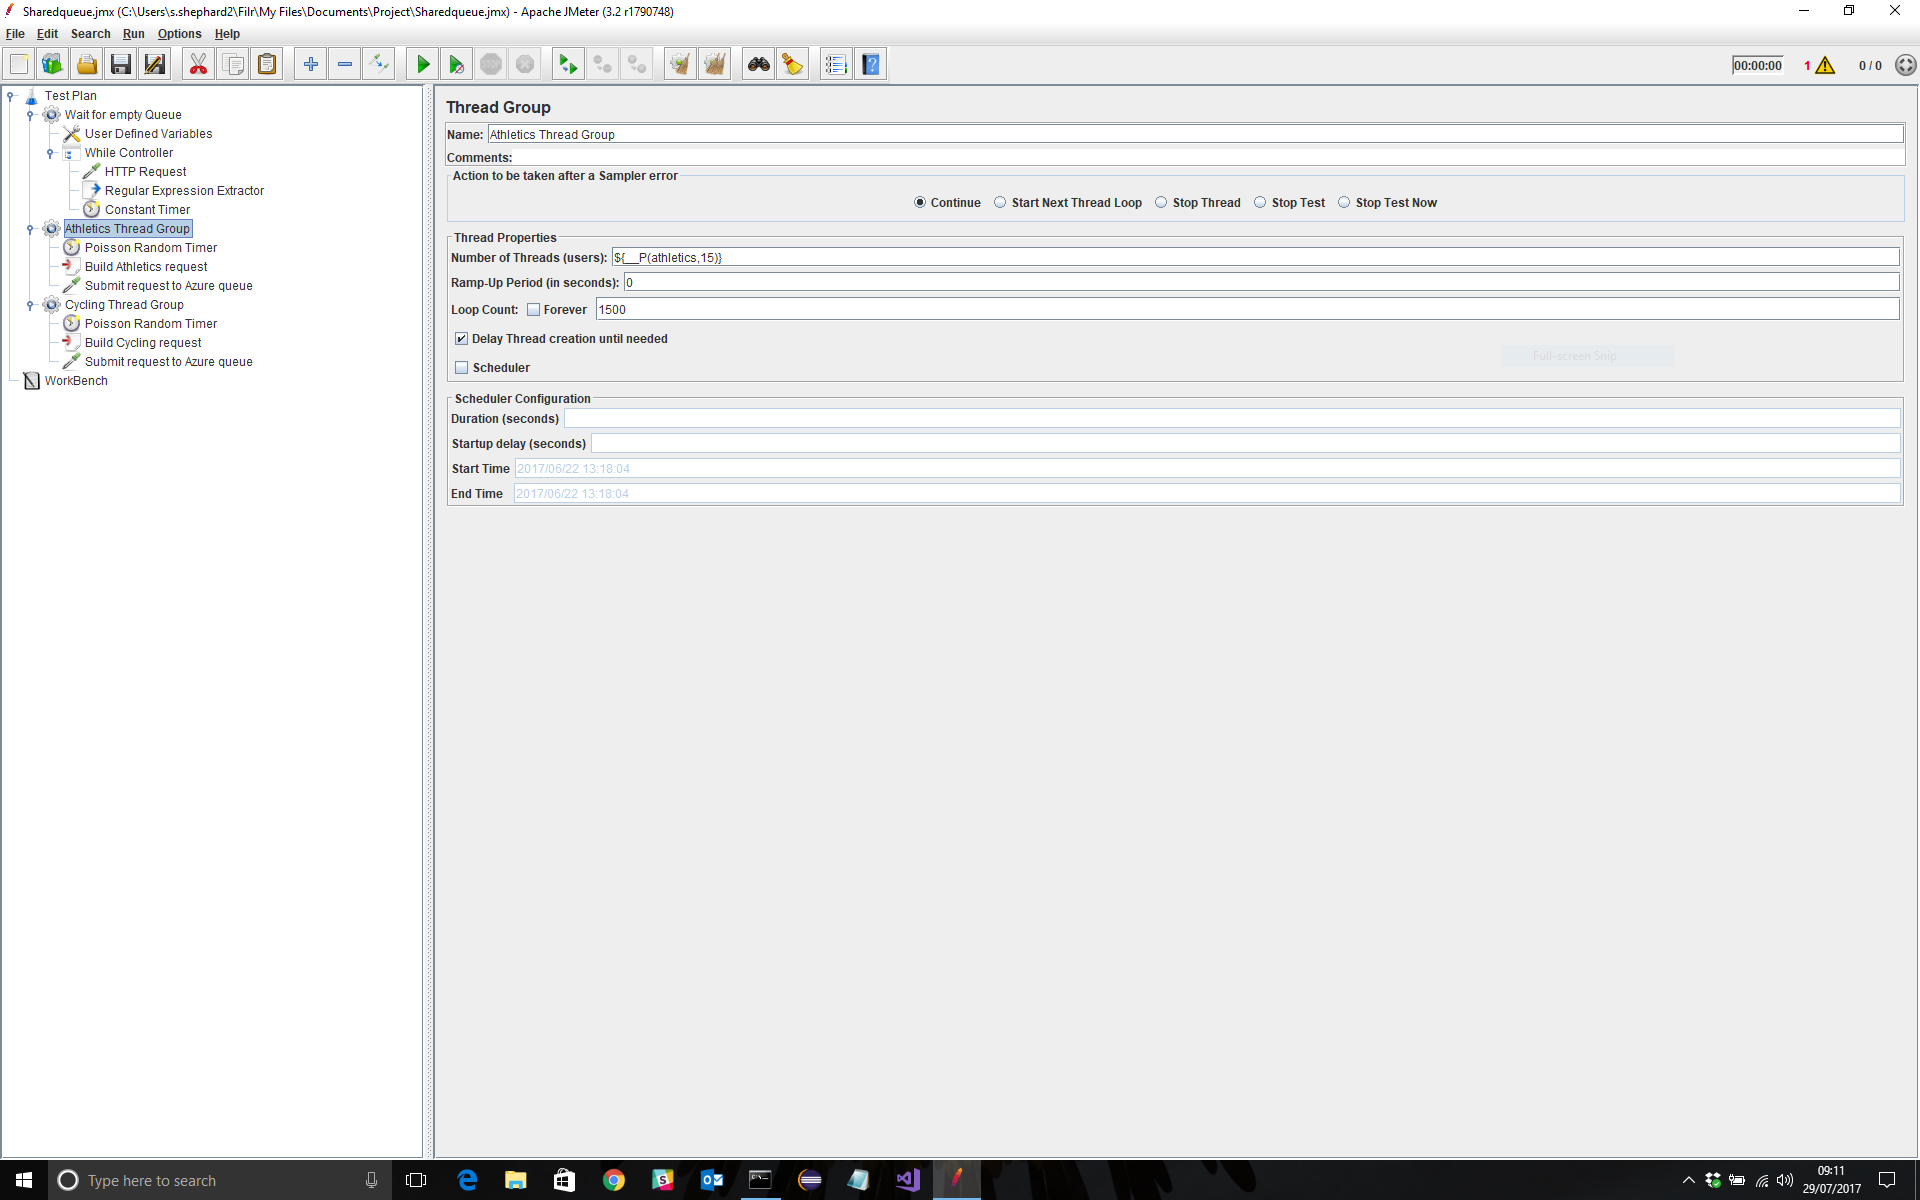 Sharedqueue.jmx (C:\Users\s.shephard2\Filr\My Files\Documents\Project\Sharedqueue.jmx) - Apache JMeter (3.2 r1790748)
File Edit Search Run Options Help
STOP
00:00:00 1 0 / 0
Test Plan
Wait for empty Queue
User Defined Variables
While Controller
HTTP Request
Regular Expression Extractor
Constant Timer
Athletics Thread Group
Poisson Random Timer
Build Athletics request
Submit request to Azure queue
Cycling Thread Group
Poisson Random Timer
Build Cycling request
Submit request to Azure queue
WorkBench
Thread Group
Name: Athletics Thread Group
Comments:
Action to be taken after a Sampler error
Continue Start Next Thread Loop Stop Thread Stop Test Stop Test Now
Thread Properties
Number of Threads (users): ${__P(athletics,15)}
Ramp-Up Period (in seconds): 0
Loop Count: Forever 1500
Delay Thread creation until needed
Full-screen Snip
Scheduler
Scheduler Configuration
Duration (seconds)
Startup delay (seconds)
Start Time 2017/06/22 13:18:04
End Time 2017/06/22 13:18:04
Type here to search
09:11
29/07/2017